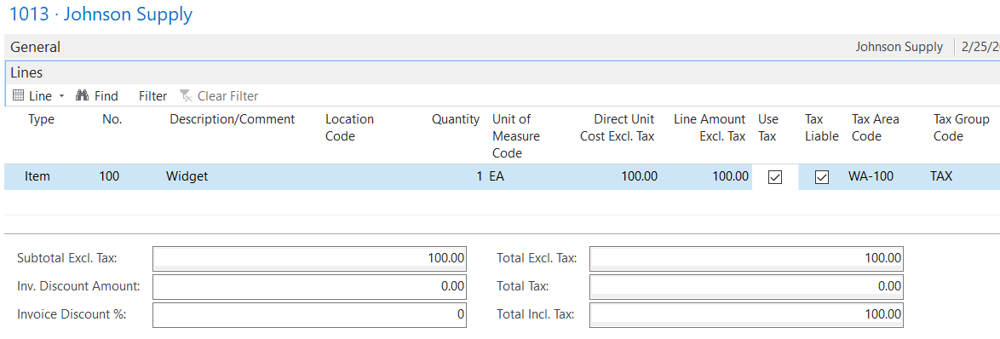 1013 · Johnson Supply
General Johnson Supply 2/25/2
Lines
Line Find Filter Clear Filter
Type No. Description/Comment Location Code Quantity Unit of Measure Code Direct Unit Cost Excl. Tax Line Amount Excl. Tax Use Tax Tax Liable Tax Area Code Tax Group Code
Item 100 Widget 1 EA 100.00 100.00 WA-100 TAX
Subtotal Excl. Tax: 100.00 Total Excl. Tax: 100.00
Inv. Discount Amount: 0.00 Total Tax: 0.00
Invoice Discount %: 0 Total Incl. Tax: 100.00